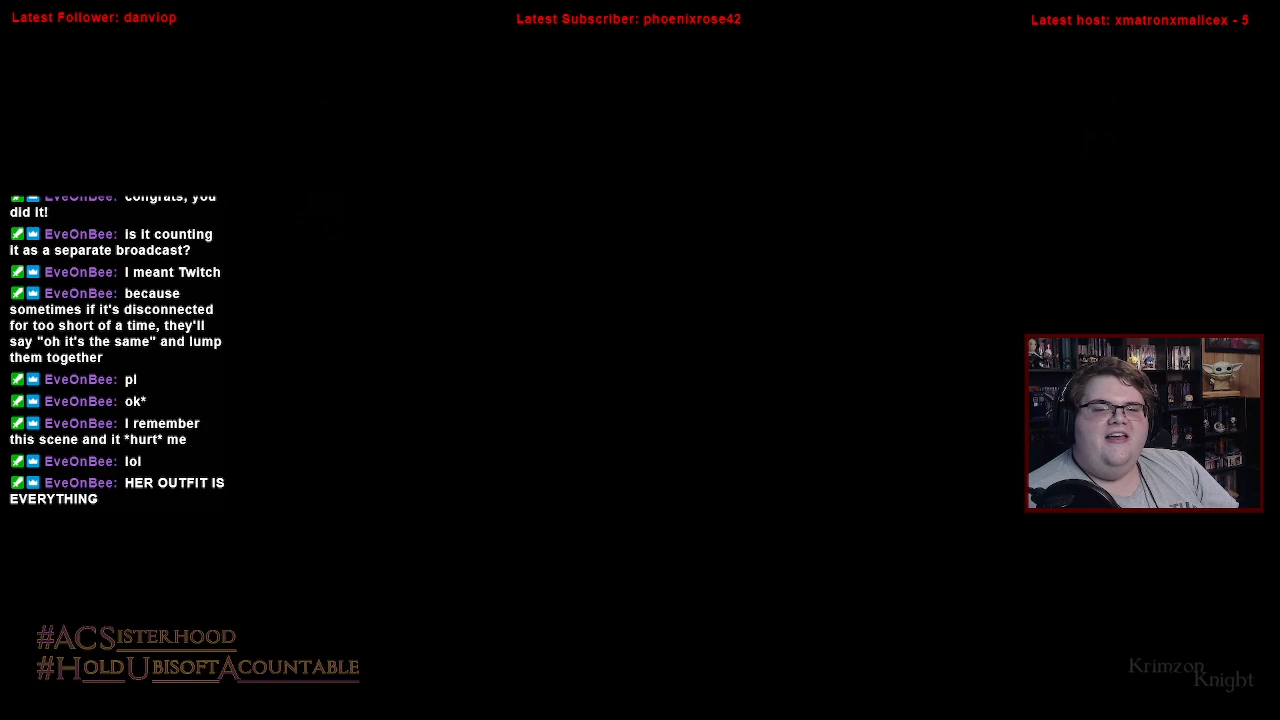 Latest Follower: danviop
Latest Subscriber: phoenixrose42
Latest host: xmatronxmalicex - 5
EveOnBee: congrats, you
did it!
EveOnBee: Is it counting
it as a separate broadcast?
EveOnBee: I meant Twitch
EveOnBee: because
sometimes if it's disconnected
for too short of a time, they'll
say "oh it's the same" and lump
them together
EveOnBee: pl
EveOnBee: ok*
EveOnBee: I remember
this scene and it *hurt* me
EveOnBee: lol
EveOnBee: HER OUTFIT IS
EVERYTHING
#ACSisterhood
#HoldUbisoftAcountable
Krimzon
Knight